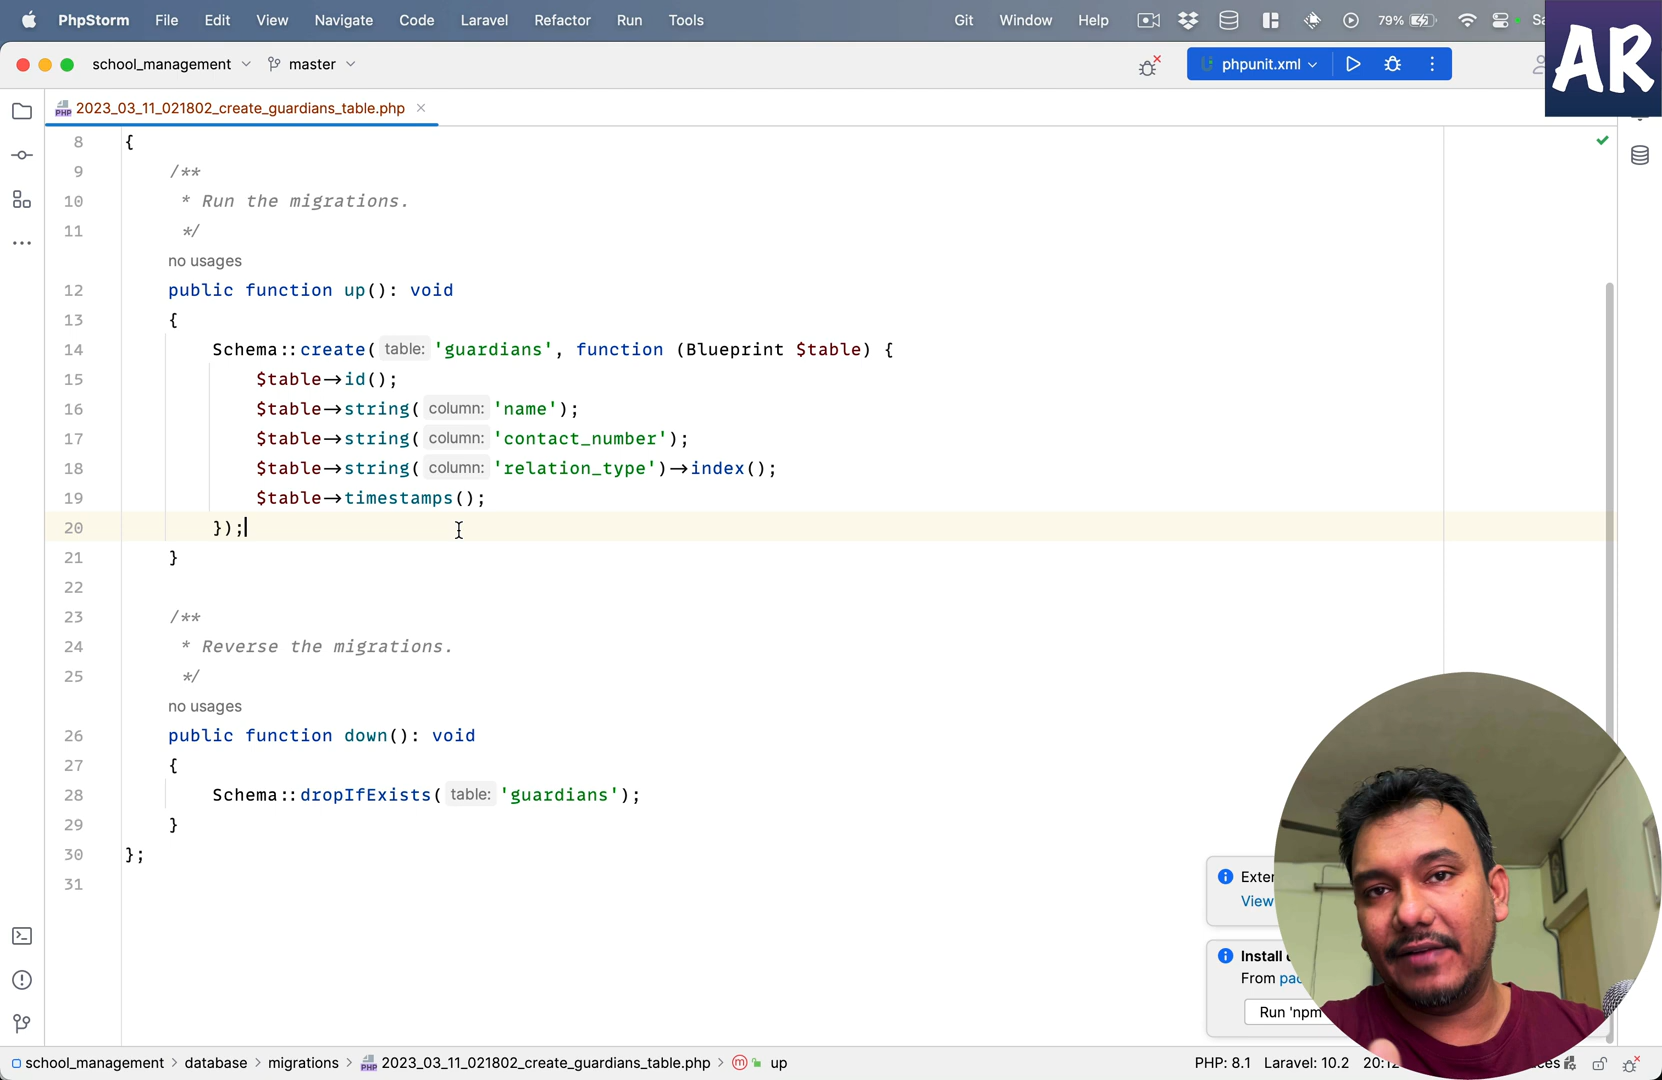 PhpStorm File Edit View Navigate Code Laravel Refactor Run Tools Git Window Help 79%
AR
school_management master phpunit.xml
PHP 2023_03_11_021802_create_guardians_table.php
8 {
9 /**
10 * Run the migrations.
11 */
no usages
12 public function up(): void
13 {
14 Schema::create( table: 'guardians', function (Blueprint $table) {
15 $table->id();
16 $table->string( column: 'name');
17 $table->string( column: 'contact_number');
18 $table->string( column: 'relation_type')->index();
19 $table->timestamps();
20 });
21 }
22
23 /**
24 * Reverse the migrations.
25 */
no usages
26 public function down(): void
27 {
28 Schema::dropIfExists( table: 'guardians');
29 }
30 };
31
View
Install
From
Run 'npm
school_management > database > migrations > PHP 2023_03_11_021802_create_guardians_table.php > m up PHP: 8.1 Laravel: 10.2